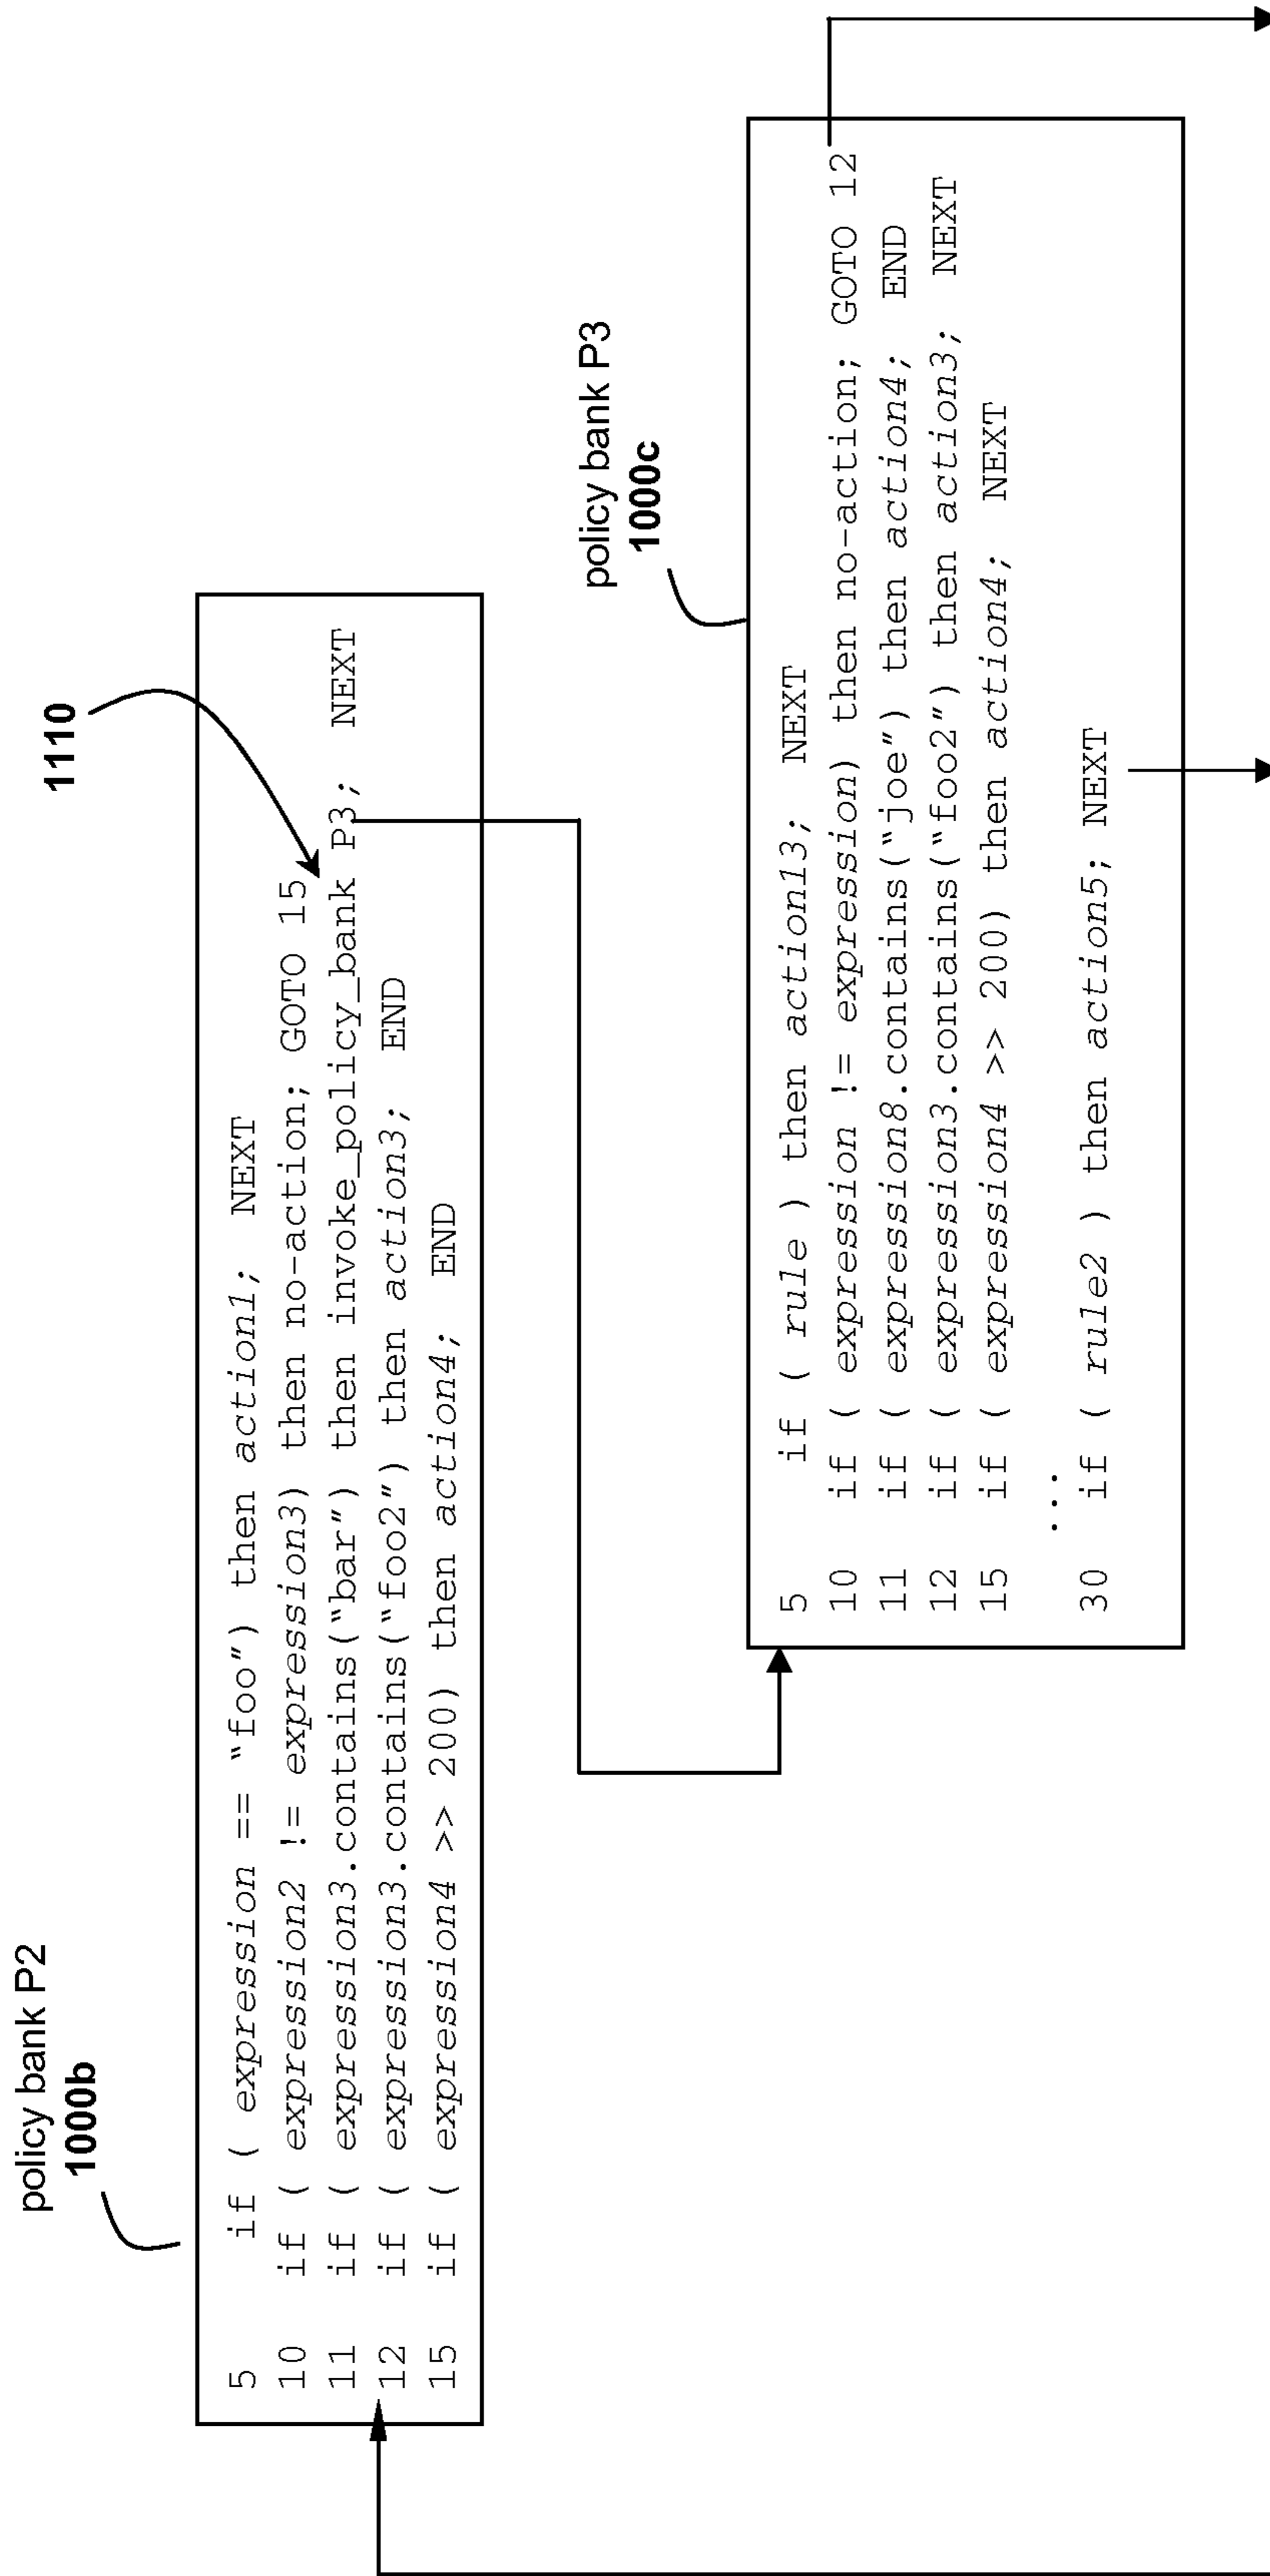 policy bank P2
1000b
1110
5 if ( expression == “foo”) then action1; NEXT
10 if ( expression2 != expression3) then no-action; GOTO 15
11 if ( expression3.contains(“bar”) then invoke_policy_bank P3; NEXT
12 if ( expression3.contains(“foo2”) then action3; END
15 if ( expression4 >> 200) then action4; END
policy bank P3
1000c
5 if ( rule ) then action13; NEXT
10 if ( expression != expression) then no-action; GOTO 12
11 if ( expression8.contains(“joe”) then action4; END
12 if ( expression3.contains(“foo2”) then action3; NEXT
15 if ( expression4 >> 200) then action4; NEXT
...
30 if ( rule2 ) then action5; NEXT